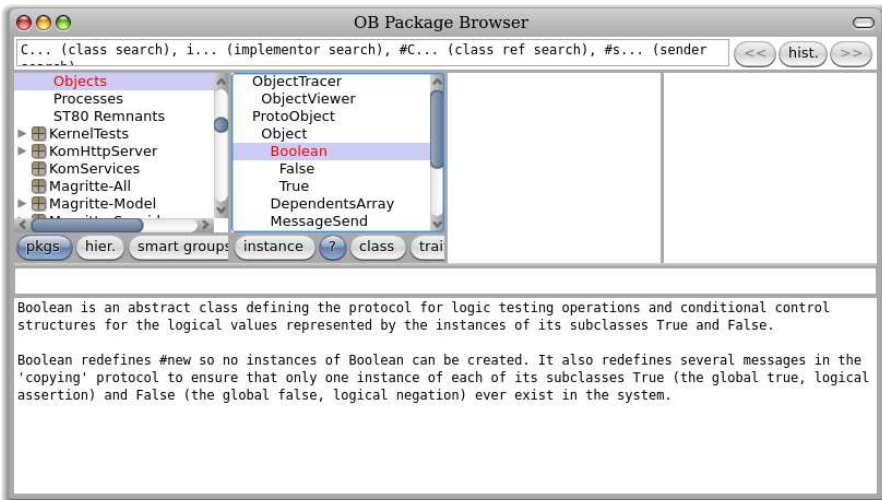 OB Package Browser
C... (class search), i... (implementor search), #C... (class ref search), #s... (sender
<< hist. >>
Objects
Processes
ST80 Remnants
KernelTests
KomHttpServer
KomServices
Magritte-All
Magritte-Model
ObjectTracer
ObjectViewer
ProtoObject
Object
Boolean
False
True
DependentsArray
MessageSend
pkgs hier. smart groups instance ? class trai
Boolean is an abstract class defining the protocol for logic testing operations and conditional control
structures for the logical values represented by the instances of its subclasses True and False.
Boolean redefines #new so no instances of Boolean can be created. It also redefines several messages in the
'copying' protocol to ensure that only one instance of each of its subclasses True (the global true, logical
assertion) and False (the global false, logical negation) ever exist in the system.